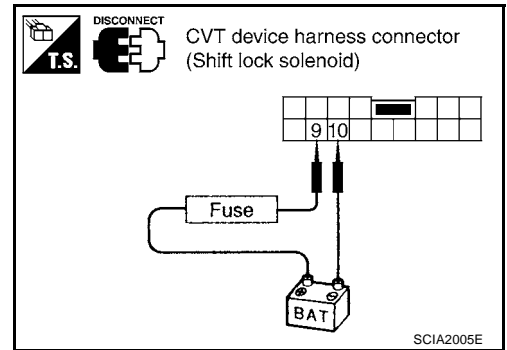 DISCONNECT
T.S.
CVT device harness connector
(Shift lock solenoid)
9 10
Fuse
⊕ ⊖
BAT
SCIA2005E